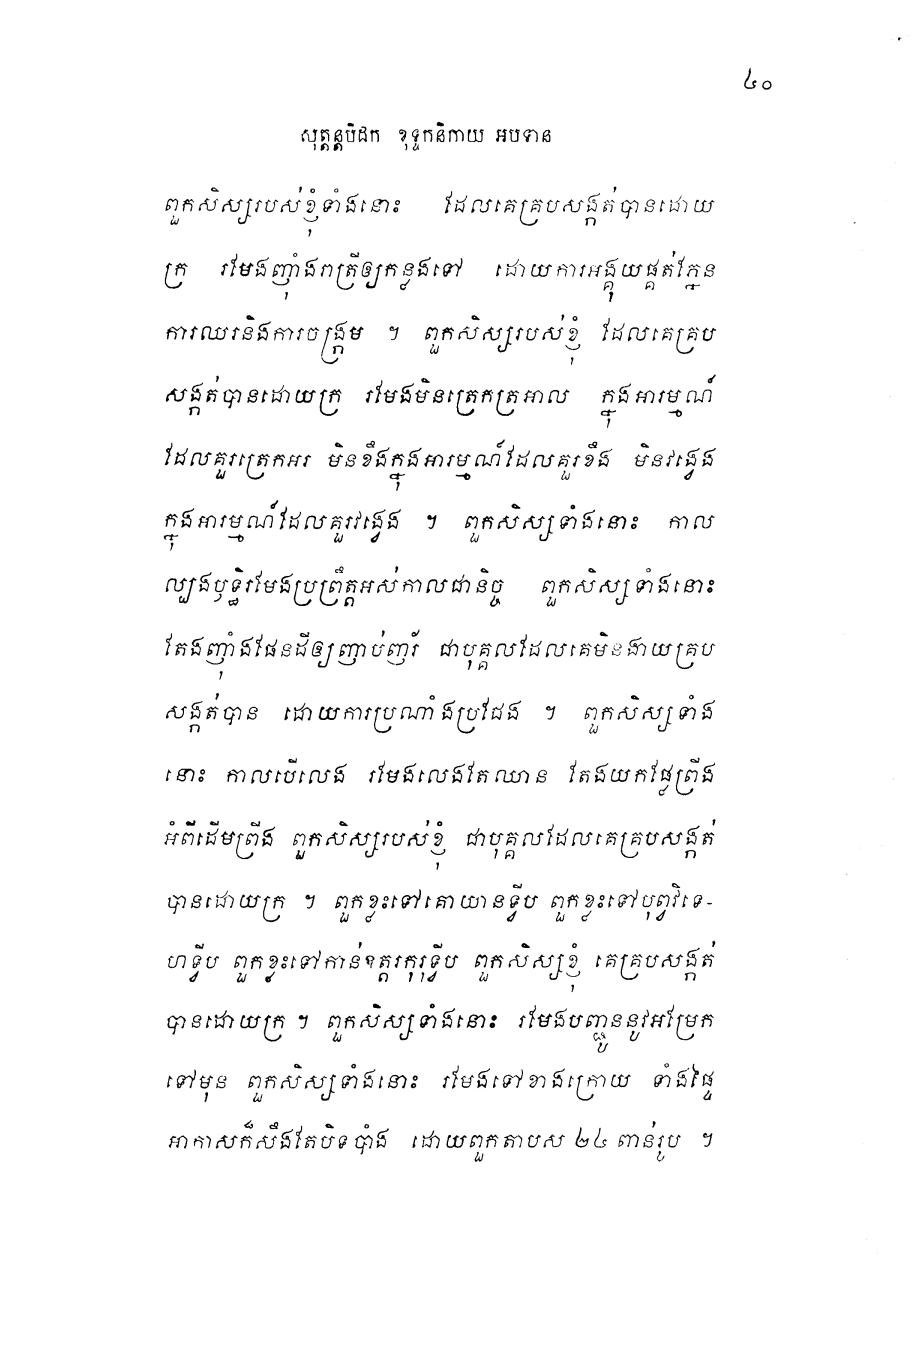 ៤០
សុត្តន្តបិដក ខុទ្ទកនិកាយ អបទាន
ពួកសិស្សរបស់ខ្ញុំទាំងនោះ ដែលគេគ្របសង្កត់បានដោយ
ក្រ រមែងញ៉ាំងរាត្រីឲ្យកន្លងទៅ ដោយការអង្គុយផ្គត់ភ្នែន
ការឈរនិងការចង្ក្រម ។ ពួកសិស្សរបស់ខ្ញុំ ដែលគេគ្រប
សង្កត់បានដោយក្រ រមែងមិនត្រេកត្រអាល ក្នុងអារម្មណ៍
ដែលគួរត្រេកអរ មិនខឹងក្នុងអារម្មណ៍ដែលគួរខឹង មិនវង្វេង
ក្នុងអារម្មណ៍ដែលគួរវង្វេង ។ ពួកសិស្សទាំងនោះ កាល
ល្បងឫទ្ធិរមែងប្រព្រឹត្តអស់កាលជានិច្ច ពួកសិស្សទាំងនោះ
តែងញ៉ាំងផែនដីឲ្យញាប់ញ័រ ជាបុគ្គលដែលគេមិនងាយគ្រប
សង្កត់បាន ដោយការប្រណាំងប្រជែង ។ ពួកសិស្សទាំង
នោះ កាលបើលេង រមែងលេងតែឈាន តែងយកផ្លែព្រីង
អំពីដើមព្រីង ពួកសិស្សរបស់ខ្ញុំ ជាបុគ្គលដែលគេគ្របសង្កត់
បានដោយក្រ ។ ពួកខ្លះទៅគោយានទ្វីប ពួកខ្លះទៅបុព្វវិទេ-
ហទ្វីប ពួកខ្លះទៅកាន់ឧត្តរកុរុទ្វីប ពួកសិស្សខ្ញុំ គេគ្របសង្កត់
បានដោយក្រ ។ ពួកសិស្សទាំងនោះ រមែងបញ្ជូននូវអម្រែក
ទៅមុន ពួកសិស្សទាំងនោះ រមែងទៅខាងក្រោយ ទាំងផ្ទៃ
អាកាសក៏សឹងតែបិទបាំង ដោយពួកតាបស ២៤ ពាន់រូប ។